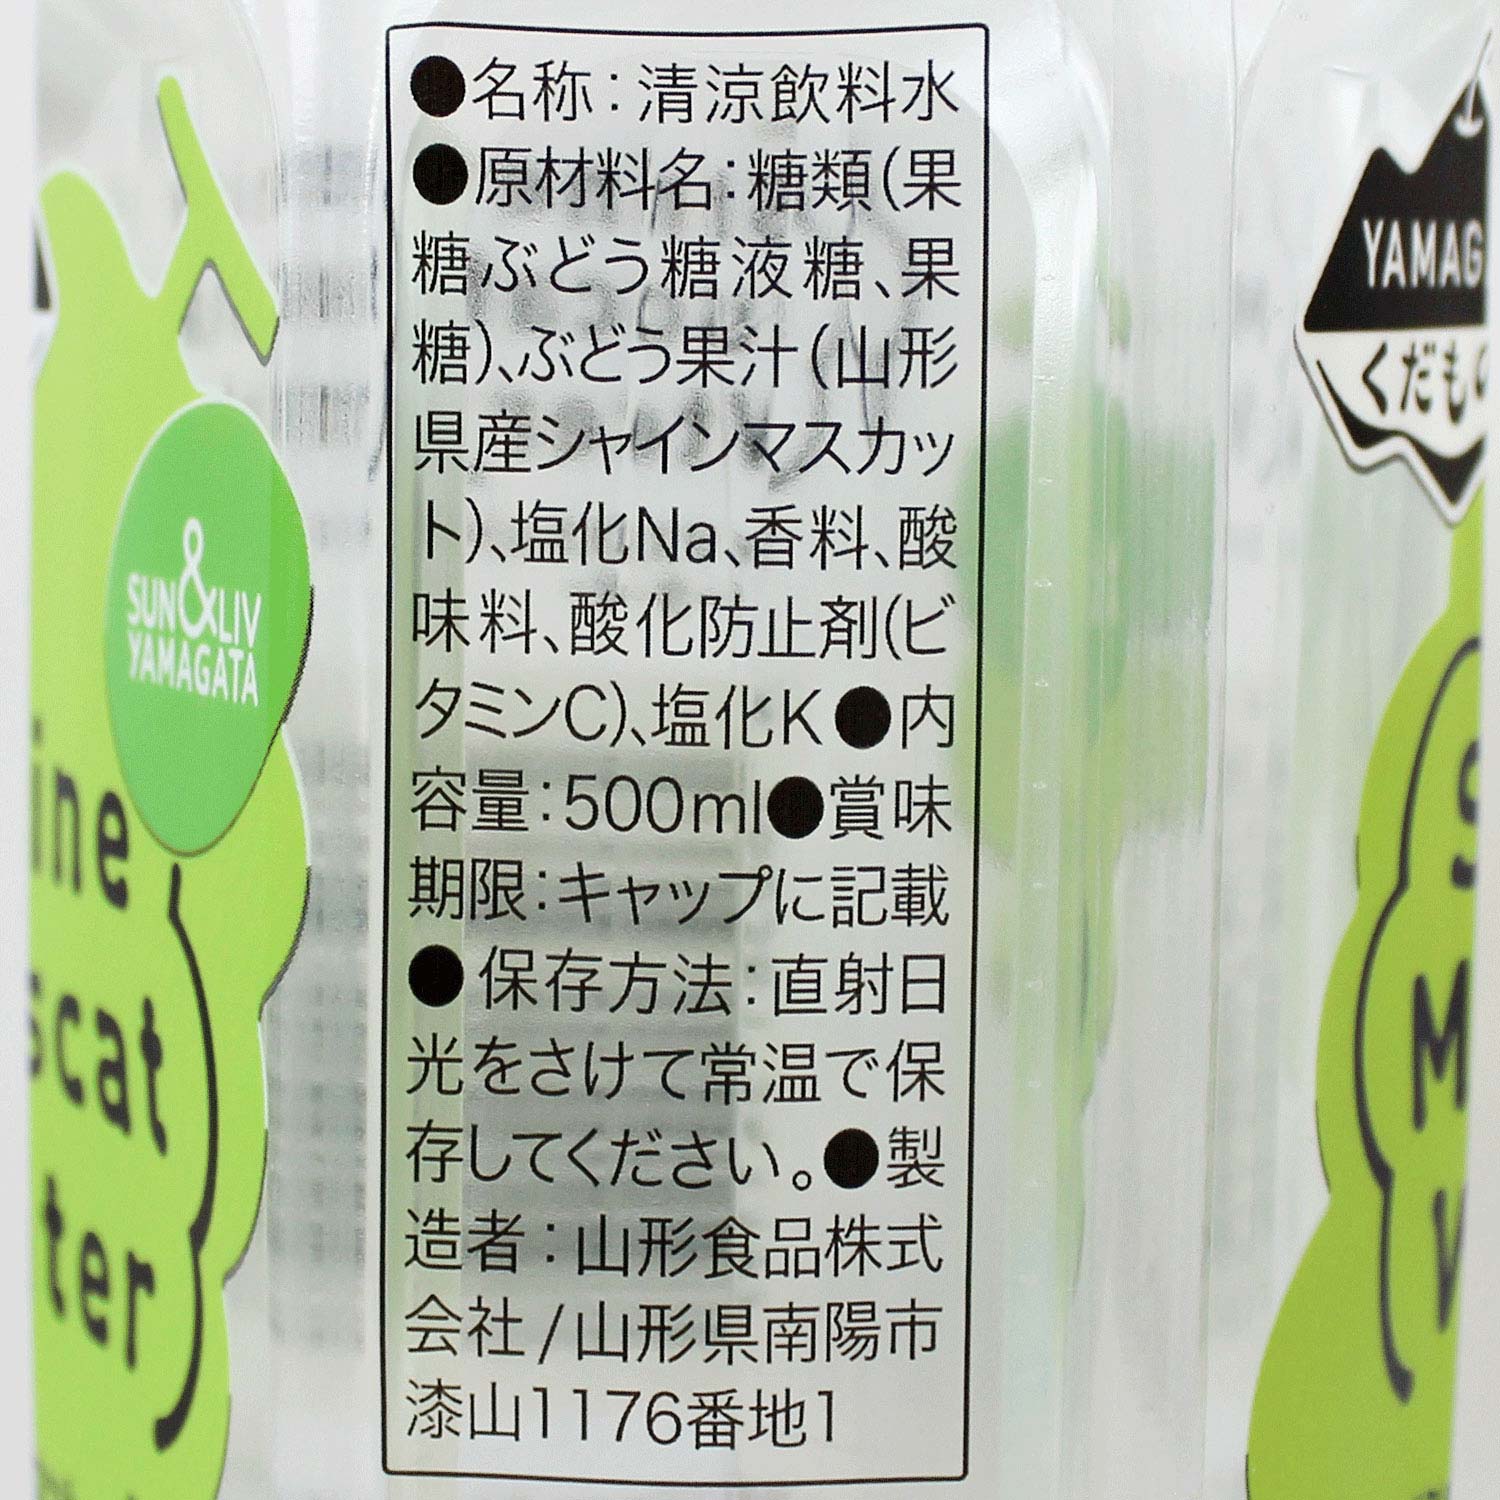 ●名称：清涼飲料水
●原材料名：糖類(果
糖ぶどう糖液糖、果
糖)、ぶどう果汁(山形
県産シャインマスカッ
ト)、塩化Na、香料、酸
味料、酸化防止剤(ビ
タミンC)、塩化K●内
容量：500ml●賞味
期限：キャップに記載
●保存方法：直射日
光をさけて常温で保
存してください。●製
造者：山形食品株式
会社/山形県南陽市
漆山1176番地1
SUN&LIV
YAMAGATA
ine
scat
ter
YAMAG
くだもの
S
M
W